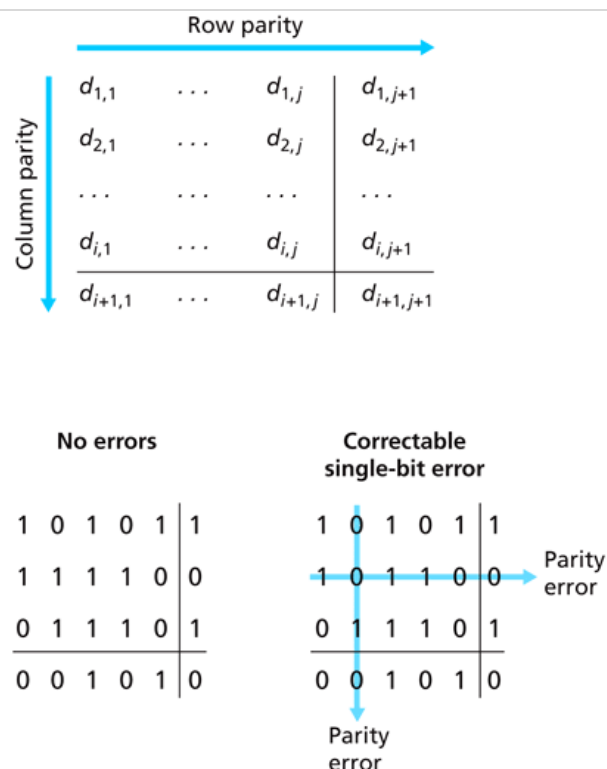 Row parity
Column parity
d1,1 . . . d1,j d1,j+1
d2,1 . . . d2,j d2,j+1
. . . . . . . . . . . .
di,1 . . . di,j di,j+1
di+1,1 . . . di+1,j di+1,j+1
No errors
1 0 1 0 1 1
1 1 1 1 0 0
0 1 1 1 0 1
0 0 1 0 1 0
Correctable
single-bit error
1 0 1 0 1 1
1 0 1 1 0 0
0 1 1 1 0 1
0 0 1 0 1 0
Parity
error
Parity
error